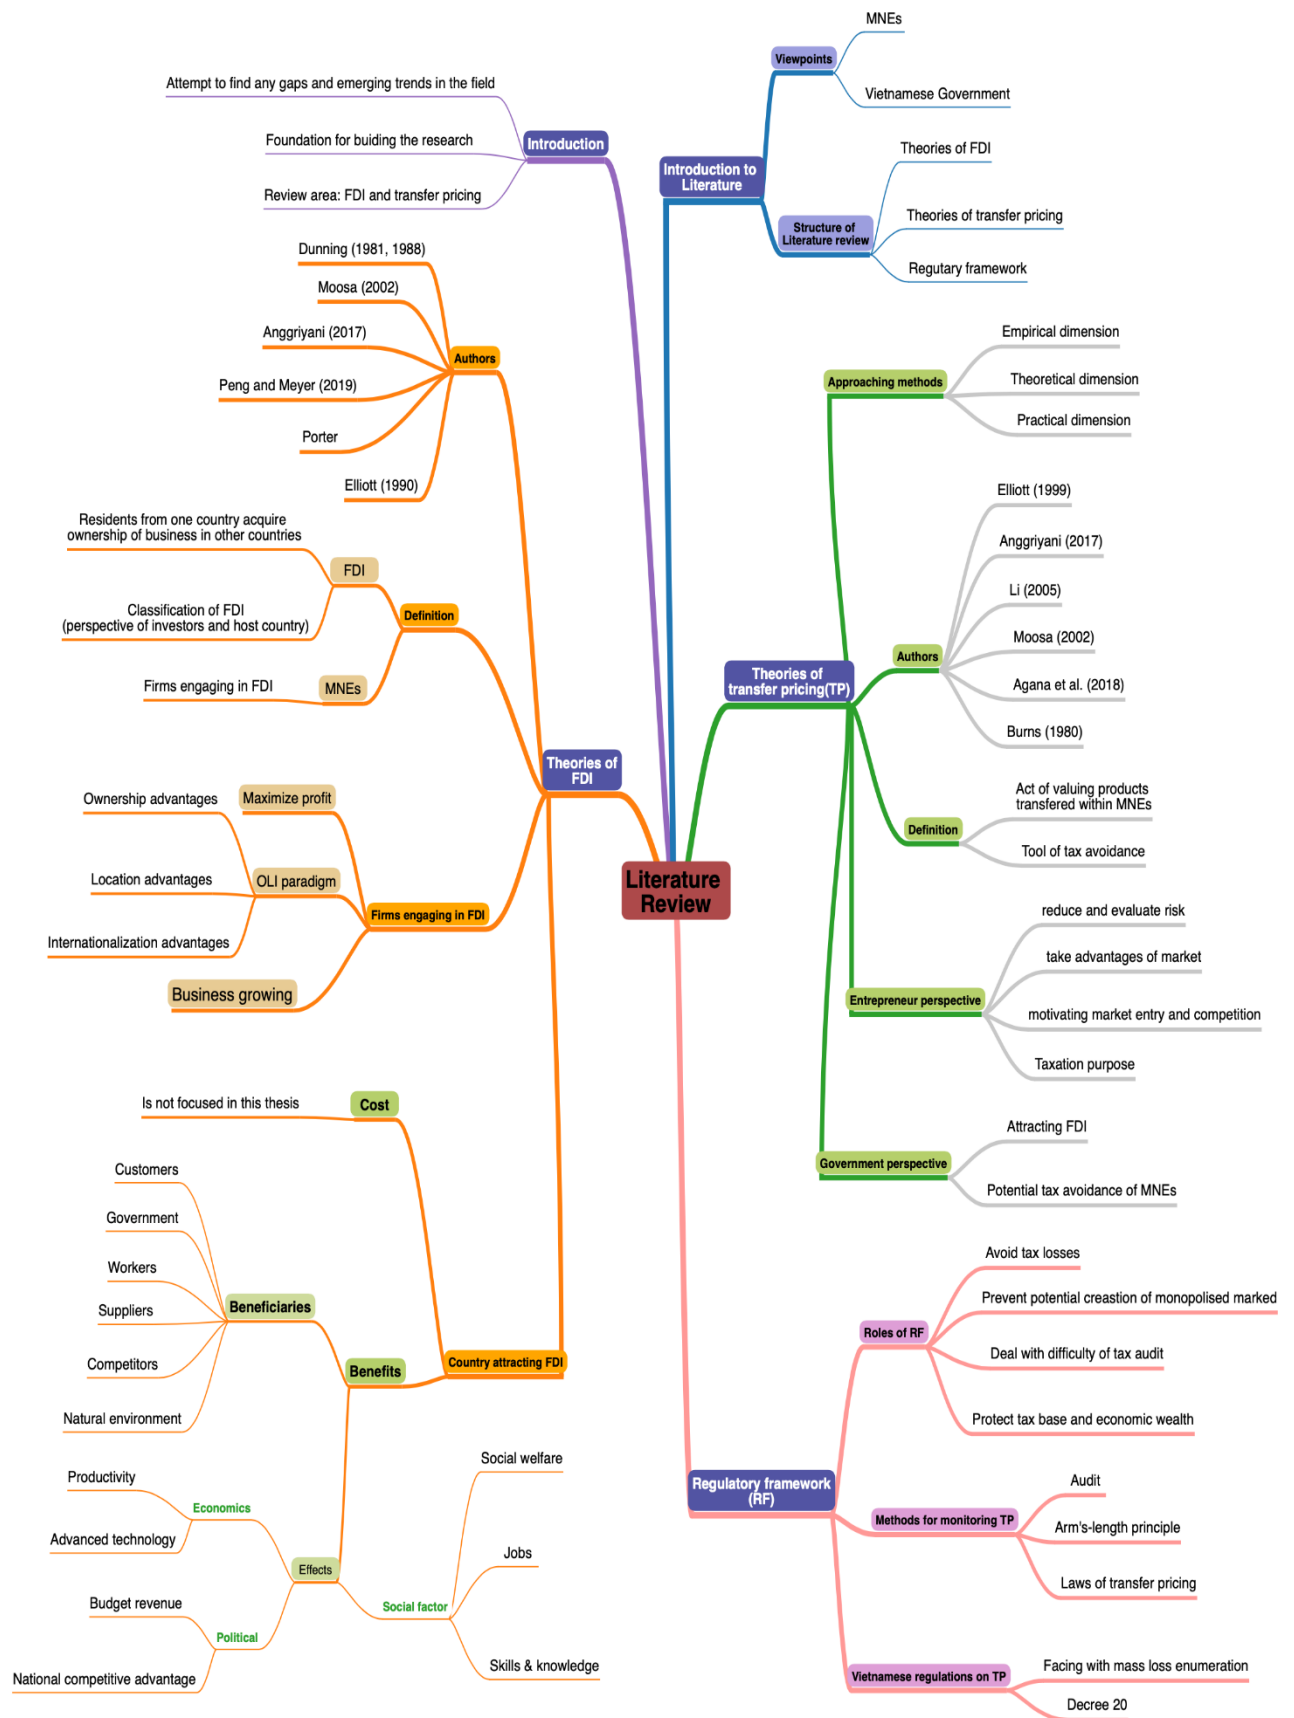 Literature
Review
Introduction
Attempt to find any gaps and emerging trends in the field
Foundation for buiding the research
Review area: FDI and transfer pricing
Introduction to
Literature
Viewpoints
MNEs
Vietnamese Government
Structure of
Literature review
Theories of FDI
Theories of transfer pricing
Regutary framework
Theories of
FDI
Authors
Dunning (1981, 1988)
Moosa (2002)
Anggriyani (2017)
Peng and Meyer (2019)
Porter
Elliott (1990)
Definition
FDI
Residents from one country acquire
ownership of business in other countries
Classification of FDI
(perspective of investors and host country)
MNEs
Firms engaging in FDI
Firms engaging in FDI
Maximize profit
OLI paradigm
Ownership advantages
Location advantages
Internationalization advantages
Business growing
Country attracting FDI
Cost
Is not focused in this thesis
Benefits
Beneficiaries
Customers
Government
Workers
Suppliers
Competitors
Natural environment
Effects
Economics
Productivity
Advanced technology
Political
Budget revenue
National competitive advantage
Social factor
Social welfare
Jobs
Skills & knowledge
Theories of
transfer pricing(TP)
Approaching methods
Empirical dimension
Theoretical dimension
Practical dimension
Authors
Elliott (1999)
Anggriyani (2017)
Li (2005)
Moosa (2002)
Agana et al. (2018)
Burns (1980)
Definition
Act of valuing products
transfered within MNEs
Tool of tax avoidance
Entrepreneur perspective
reduce and evaluate risk
take advantages of market
motivating market entry and competition
Taxation purpose
Government perspective
Attracting FDI
Potential tax avoidance of MNEs
Regulatory framework
(RF)
Roles of RF
Avoid tax losses
Prevent potential creastion of monopolised marked
Deal with difficulty of tax audit
Protect tax base and economic wealth
Methods for monitoring TP
Audit
Arm's-length principle
Laws of transfer pricing
Vietnamese regulations on TP
Facing with mass loss enumeration
Decree 20